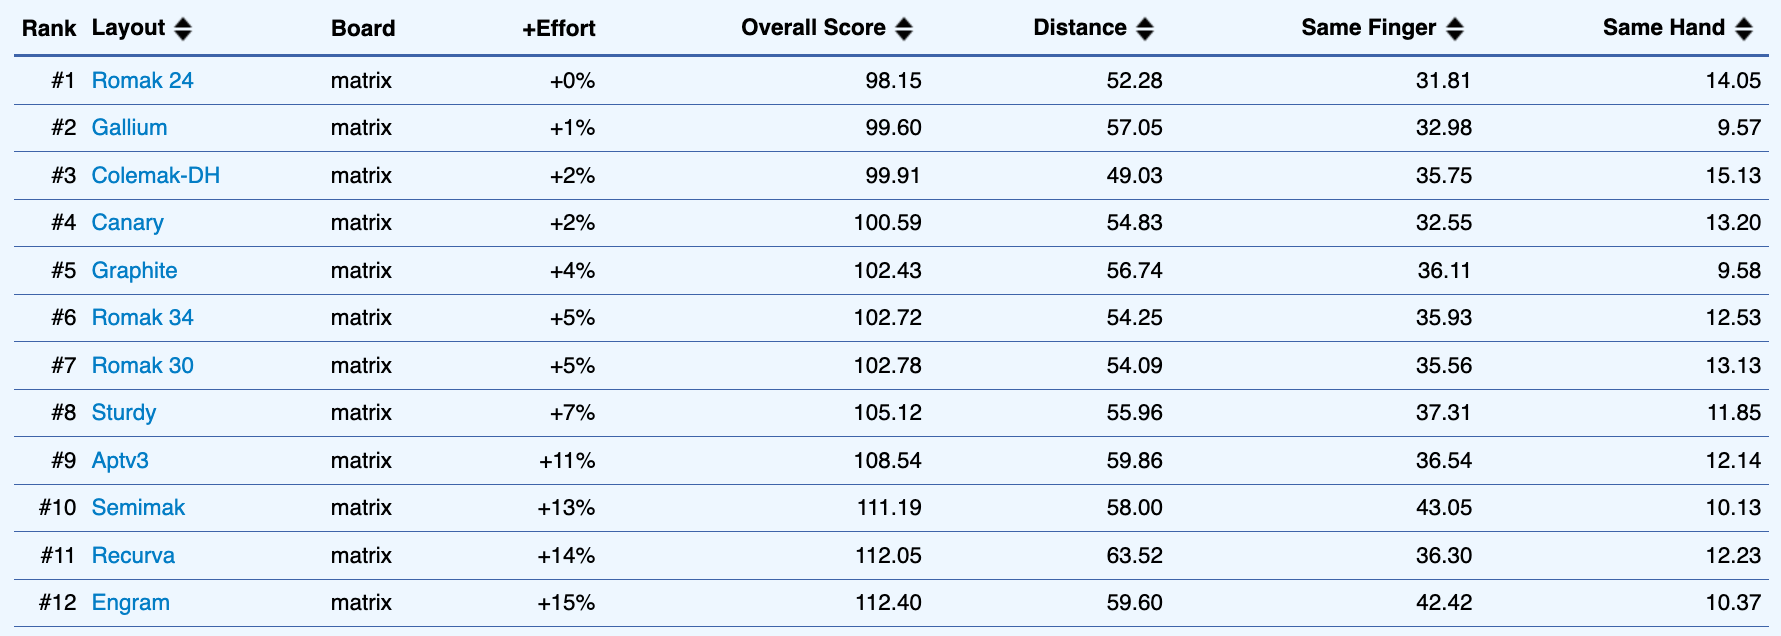 Rank Layout Board +Effort Overall Score Distance Same Finger Same Hand
#1 Romak 24 matrix +0% 98.15 52.28 31.81 14.05
#2 Gallium matrix +1% 99.60 57.05 32.98 9.57
#3 Colemak-DH matrix +2% 99.91 49.03 35.75 15.13
#4 Canary matrix +2% 100.59 54.83 32.55 13.20
#5 Graphite matrix +4% 102.43 56.74 36.11 9.58
#6 Romak 34 matrix +5% 102.72 54.25 35.93 12.53
#7 Romak 30 matrix +5% 102.78 54.09 35.56 13.13
#8 Sturdy matrix +7% 105.12 55.96 37.31 11.85
#9 Aptv3 matrix +11% 108.54 59.86 36.54 12.14
#10 Semimak matrix +13% 111.19 58.00 43.05 10.13
#11 Recurva matrix +14% 112.05 63.52 36.30 12.23
#12 Engram matrix +15% 112.40 59.60 42.42 10.37